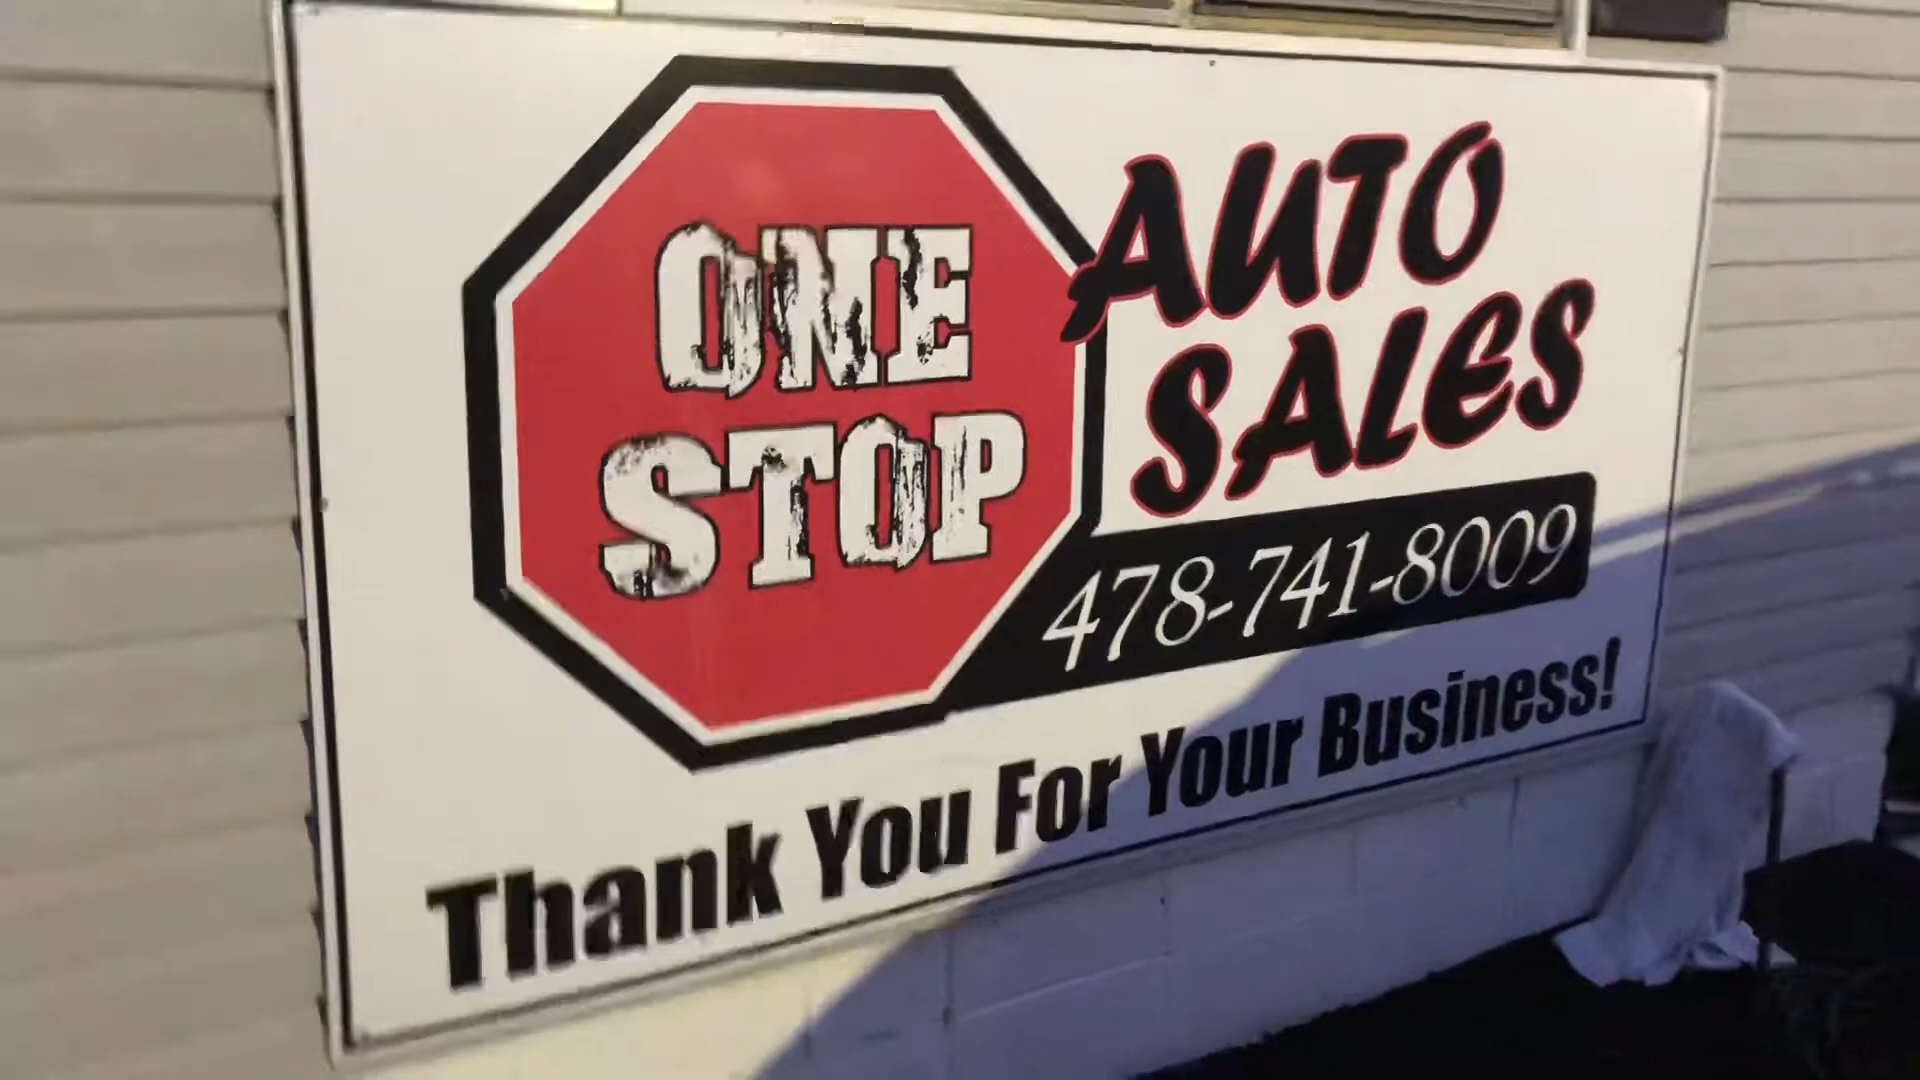 ONE
STOP
AUTO
SALES
478-741-8009
Thank You For Your Business!